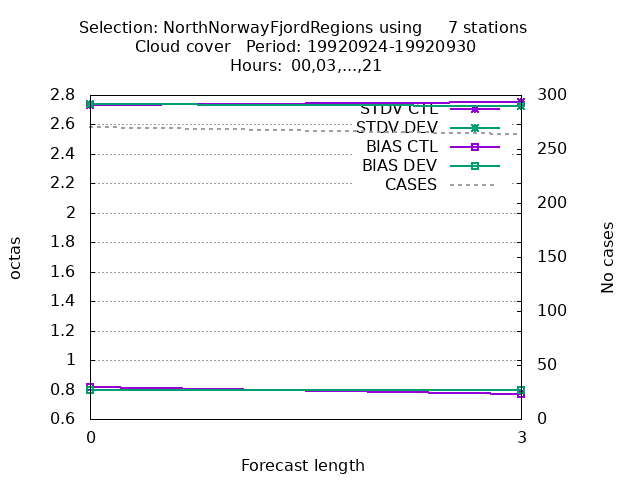 Selection: NorthNorwayFjordRegions using     7 stations
Cloud cover   Period: 19920924-19920930
Hours:  00,03,...,21
2.8
2.6
2.4
2.2
2
1.8
1.6
1.4
1.2
1
0.8
0.6
octas
300
250
200
150
100
50
0
No cases
STDV CTL
STDV DEV
BIAS CTL
BIAS DEV
CASES
0
3
Forecast length